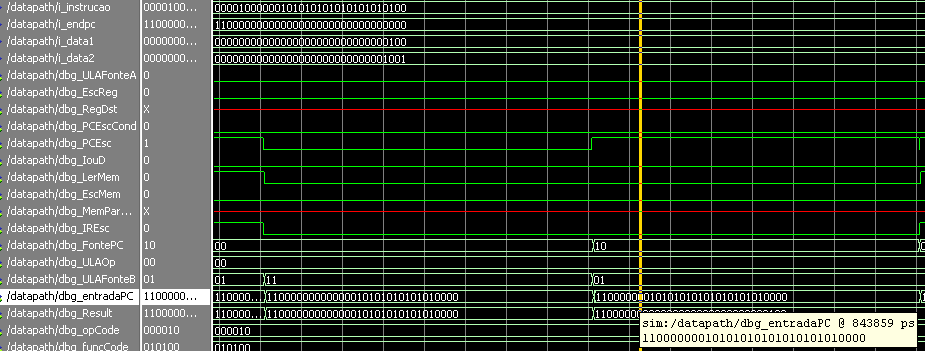 /datapath/i_instrucao 0000100... 00001000000101010101010101010100
/datapath/i_endpc 1100000... 11000000000000000000000000000000
/datapath/i_data1 0000000... 00000000000000000000000000000100
/datapath/i_data2 0000000... 00000000000000000000000000001001
/datapath/dbg_ULAFonteA 0
/datapath/dbg_EscReg 0
/datapath/dbg_RegDst X
/datapath/dbg_PCEscCond 0
/datapath/dbg_PCEsc 1
/datapath/dbg_IouD 0
/datapath/dbg_LerMem 0
/datapath/dbg_EscMem 0
/datapath/dbg_MemPar... X
/datapath/dbg_IREsc 0
/datapath/dbg_FontePC 10 00 10
/datapath/dbg_ULAOp 00 00
/datapath/dbg_ULAFonteB 01 01 11 01
/datapath/dbg_entradaPC 1100000... 110000... 11000000000000010101010101010000 11000000010101010101010101010000
/datapath/dbg_Result 1100000... 110000... 11000000000000010101010101010000
/datapath/dbg_opCode 000010 000010
/datapath/dbg_funcCode 010100 010100
sim:/datapath/dbg_entradaPC @ 843859 ps
11000000010101010101010101010000